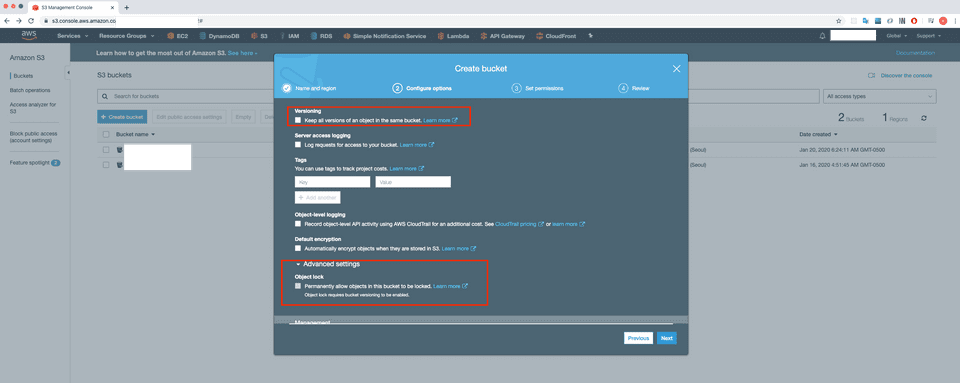 S3 Management Console
s3.console.aws.amazon.co
aws
Services
Resource Groups
EC2
DynamoDB
S3
IAM
RDS
Simple Notification Service
Lambda
API Gateway
CloudFront
Global
Support
Amazon S3
Buckets
Batch operations
Access analyzer for
S3
Block public access
(account settings)
Feature spotlight 2
Learn how to get the most out of Amazon S3. See here
Documentation
S3 buckets
Discover the console
Search for buckets
All access types
+ Create bucket
Edit public access settings
Empty
2 Buckets
1 Regions
Bucket name
Date created
(Seoul)
Jan 20, 2020 6:24:11 AM GMT-0500
(Seoul)
Jan 16, 2020 4:51:45 AM GMT-0500
Create bucket
Name and region
2 Configure options
3 Set permissions
4 Review
Versioning
Keep all versions of an object in the same bucket. Learn more
Server access logging
Log requests for access to your bucket. Learn more
Tags
You can use tags to track project costs. Learn more
Key
Value
+ Add another
Object-level logging
Record object-level API activity using AWS CloudTrail for an additional cost. See CloudTrail pricing or learn more
Default encryption
Automatically encrypt objects when they are stored in S3. Learn more
Advanced settings
Object lock
Permanently allow objects in this bucket to be locked. Learn more
Object lock requires bucket versioning to be enabled.
Management
Previous
Next